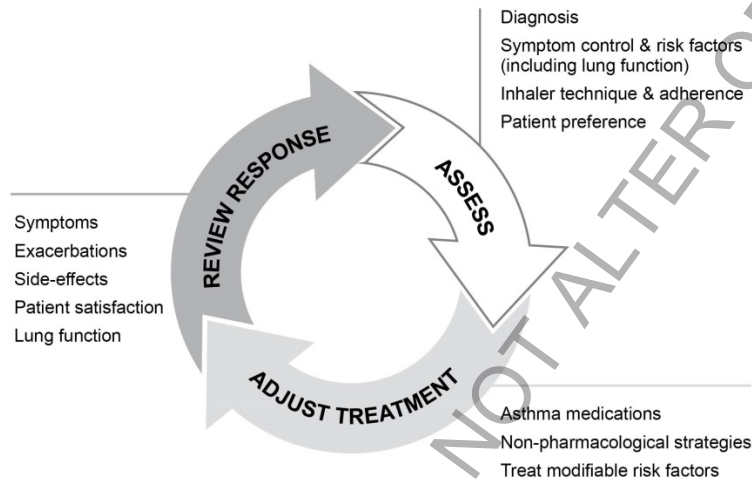 Diagnosis
Symptom control & risk factors
(including lung function)
Inhaler technique & adherence
Patient preference
REVIEW RESPONSE
ASSESS
Symptoms
Exacerbations
Side-effects
Patient satisfaction
Lung function
ADJUST TREATMENT
Asthma medications
Non-pharmacological strategies
Treat modifiable risk factors
NOT ALTER